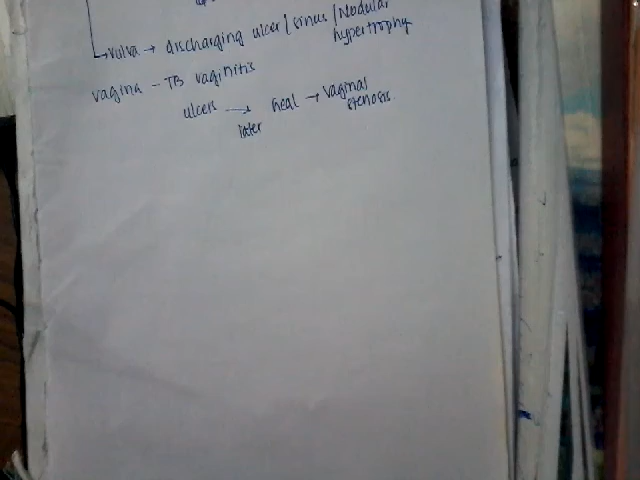 vulva → discharging ulcer / sinus / Nodular
hypertrophy
vagina - TB vaginitis
ulcers → heal → vaginal
later stenosis